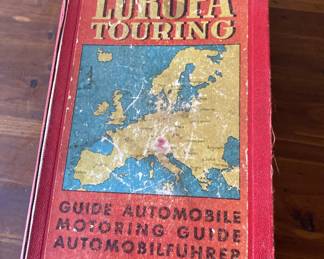 EUROPA
TOURING
GUIDE AUTOMOBILE
MOTORING GUIDE
AUTOMOBILFÜHRER